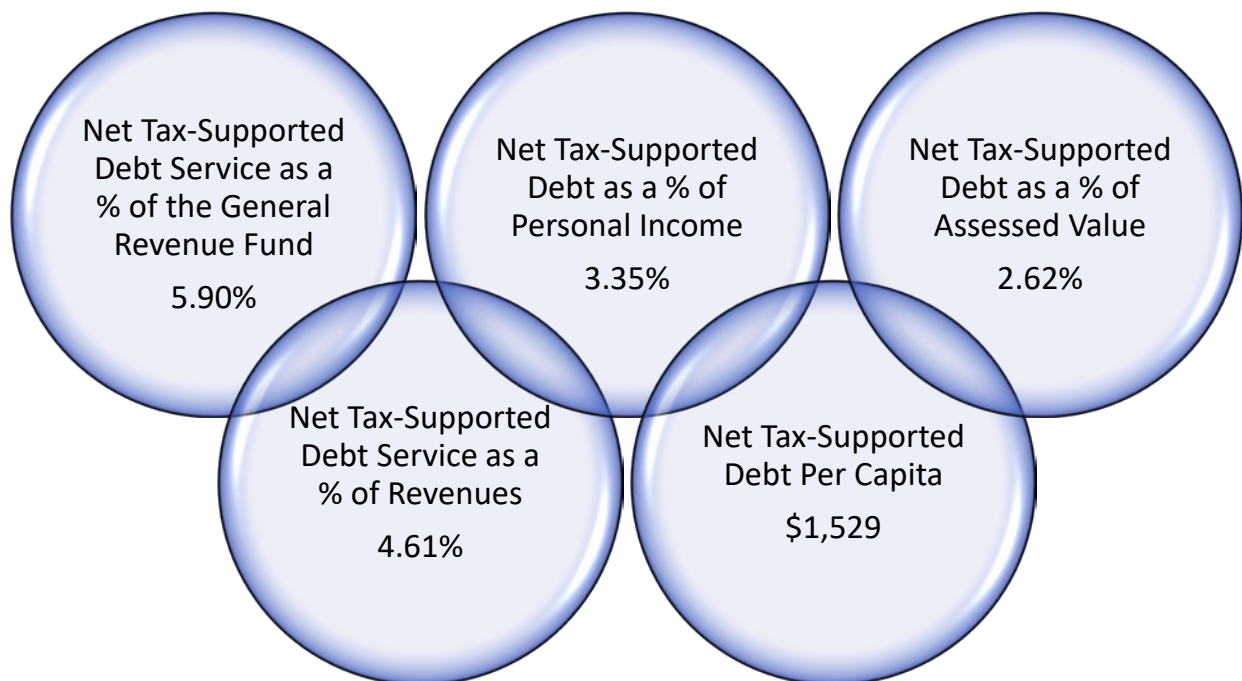 Net Tax-Supported
Debt Service as a
% of the General
Revenue Fund
5.90%
Net Tax-Supported
Debt as a % of
Personal Income
3.35%
Net Tax-Supported
Debt as a % of
Assessed Value
2.62%
Net Tax-Supported
Debt Service as a
% of Revenues
4.61%
Net Tax-Supported
Debt Per Capita
$1,529